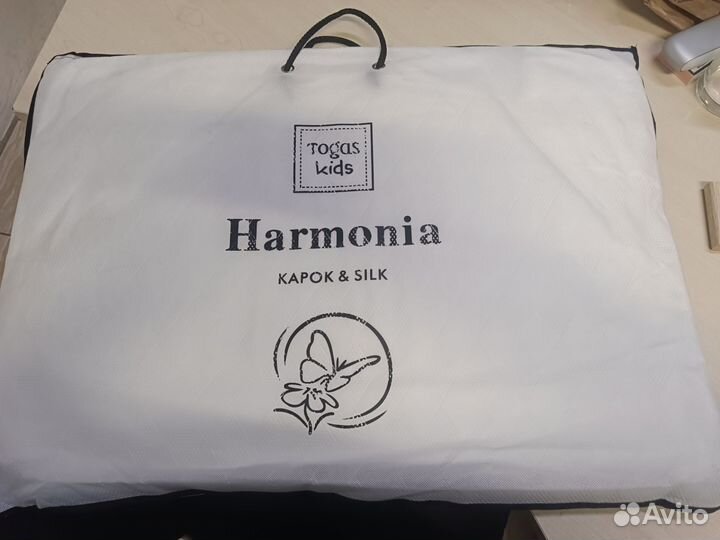 Togas
kids
Harmonia
KAPOK & SILK
Avito